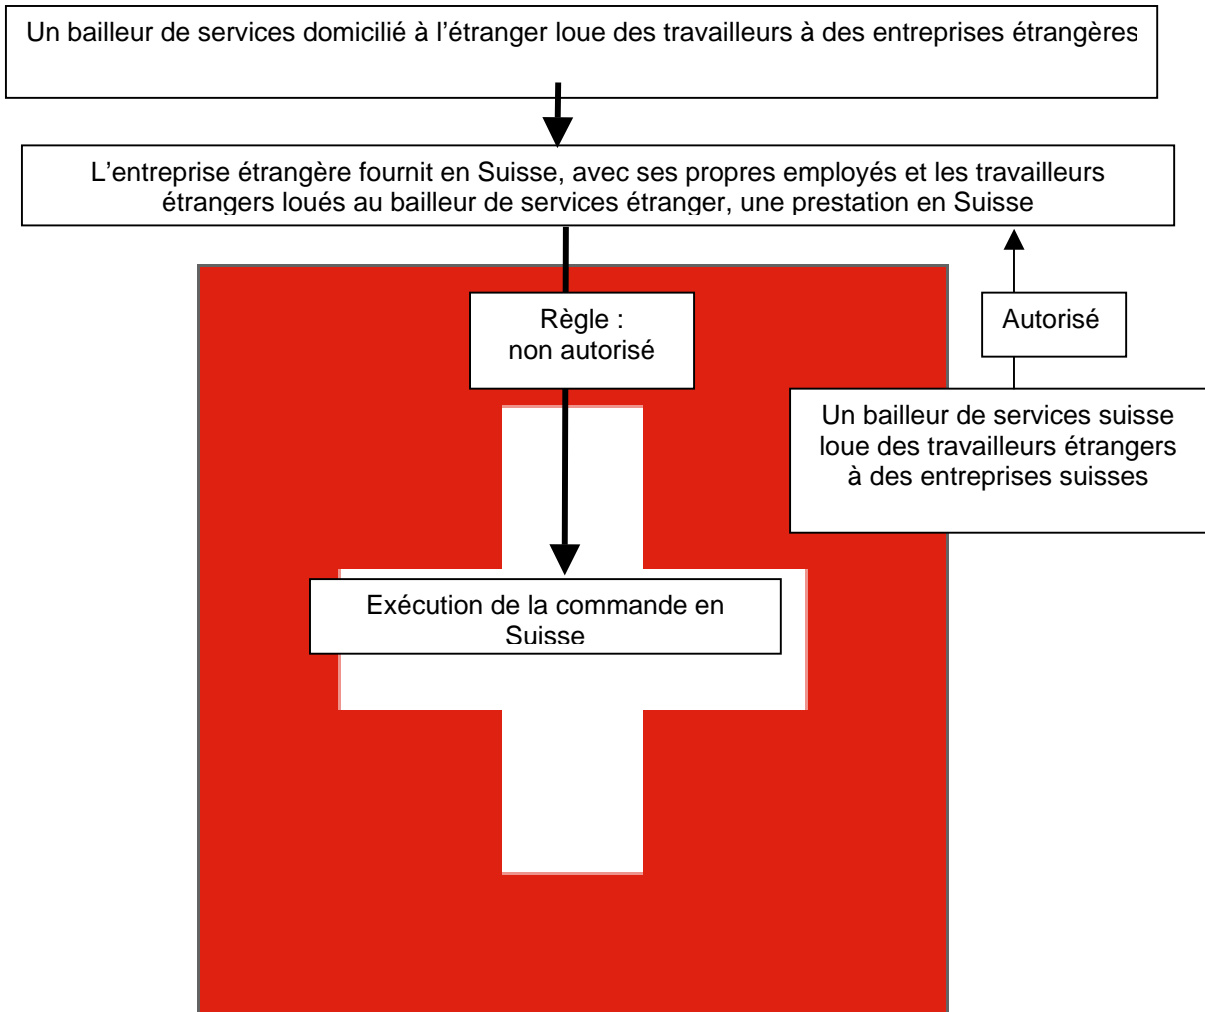 Un bailleur de services domicilié à l’étranger loue des travailleurs à des entreprises étrangères
L’entreprise étrangère fournit en Suisse, avec ses propres employés et les travailleurs
étrangers loués au bailleur de services étranger, une prestation en Suisse
Règle :
non autorisé
Autorisé
Un bailleur de services suisse
loue des travailleurs étrangers
à des entreprises suisses
Exécution de la commande en
Suisse